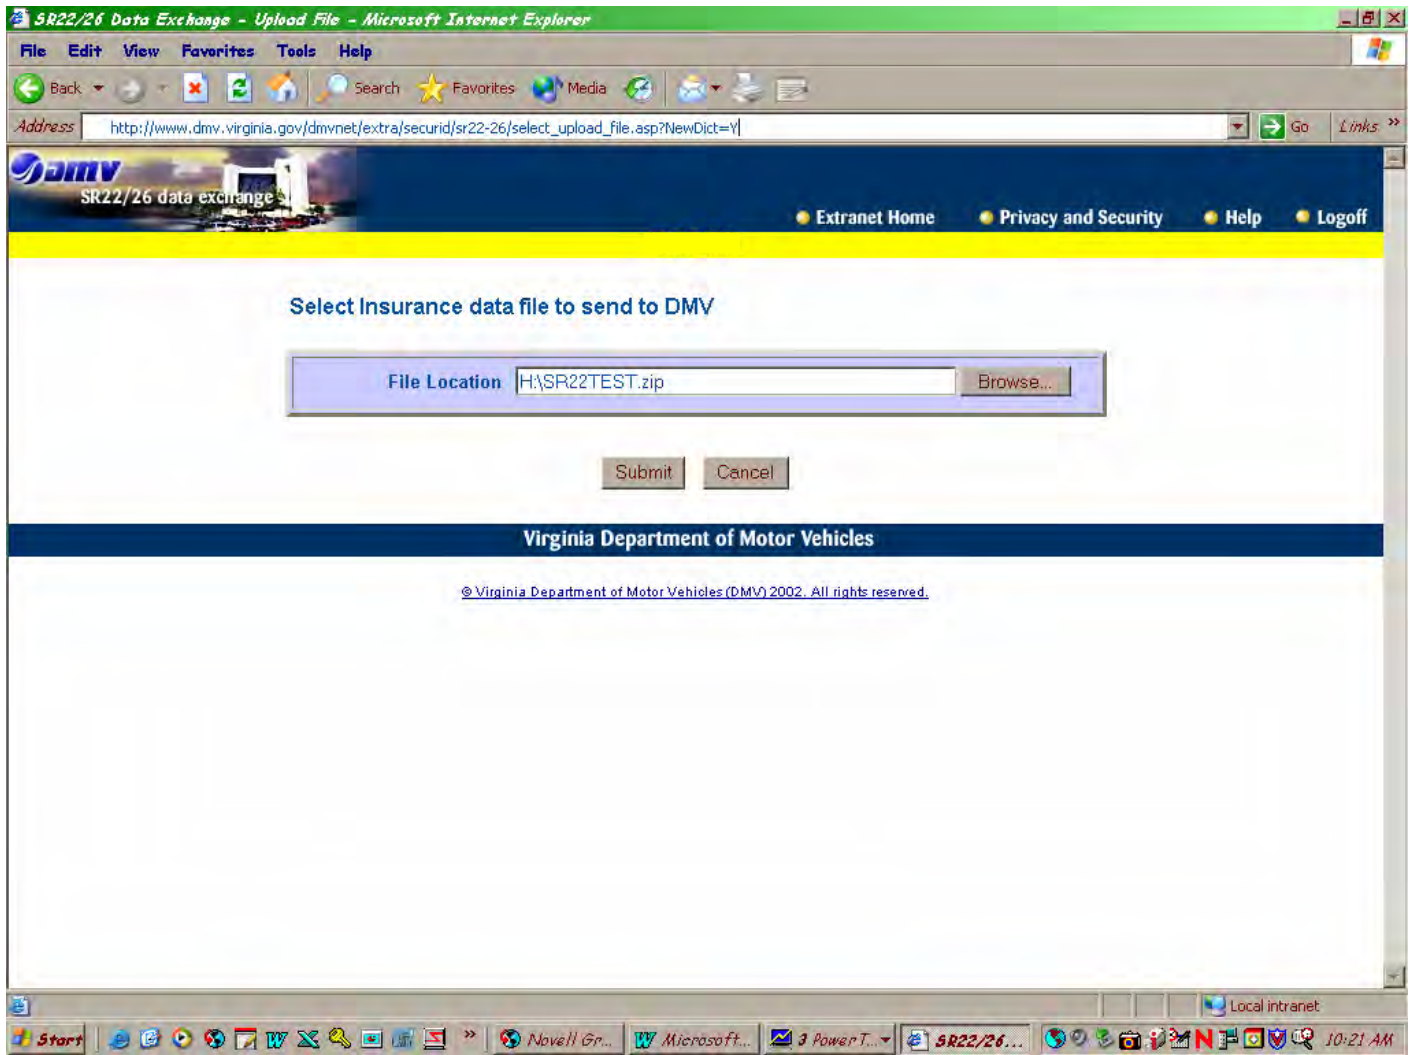 SR22/26 Data Exchange - Upload File - Microsoft Internet Explorer
File Edit View Favorites Tools Help
Back Search Favorites Media
Address http://www.dmv.virginia.gov/dmvnet/extra/securid/sr22-26/select_upload_file.asp?NewDict=Y Go Links »
DMV
SR22/26 data exchange
Extranet Home Privacy and Security Help Logoff
Select Insurance data file to send to DMV
File Location H:\SR22TEST.zip Browse...
Submit Cancel
Virginia Department of Motor Vehicles
© Virginia Department of Motor Vehicles (DMV) 2002. All rights reserved.
Local intranet
Start » Novell Gr... Microsoft... 3 Power T... SR22/26... 10:21 AM